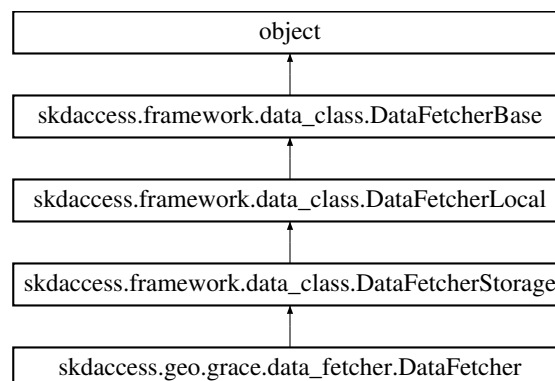 object
skdaccess.framework.data_class.DataFetcherBase
skdaccess.framework.data_class.DataFetcherLocal
skdaccess.framework.data_class.DataFetcherStorage
skdaccess.geo.grace.data_fetcher.DataFetcher